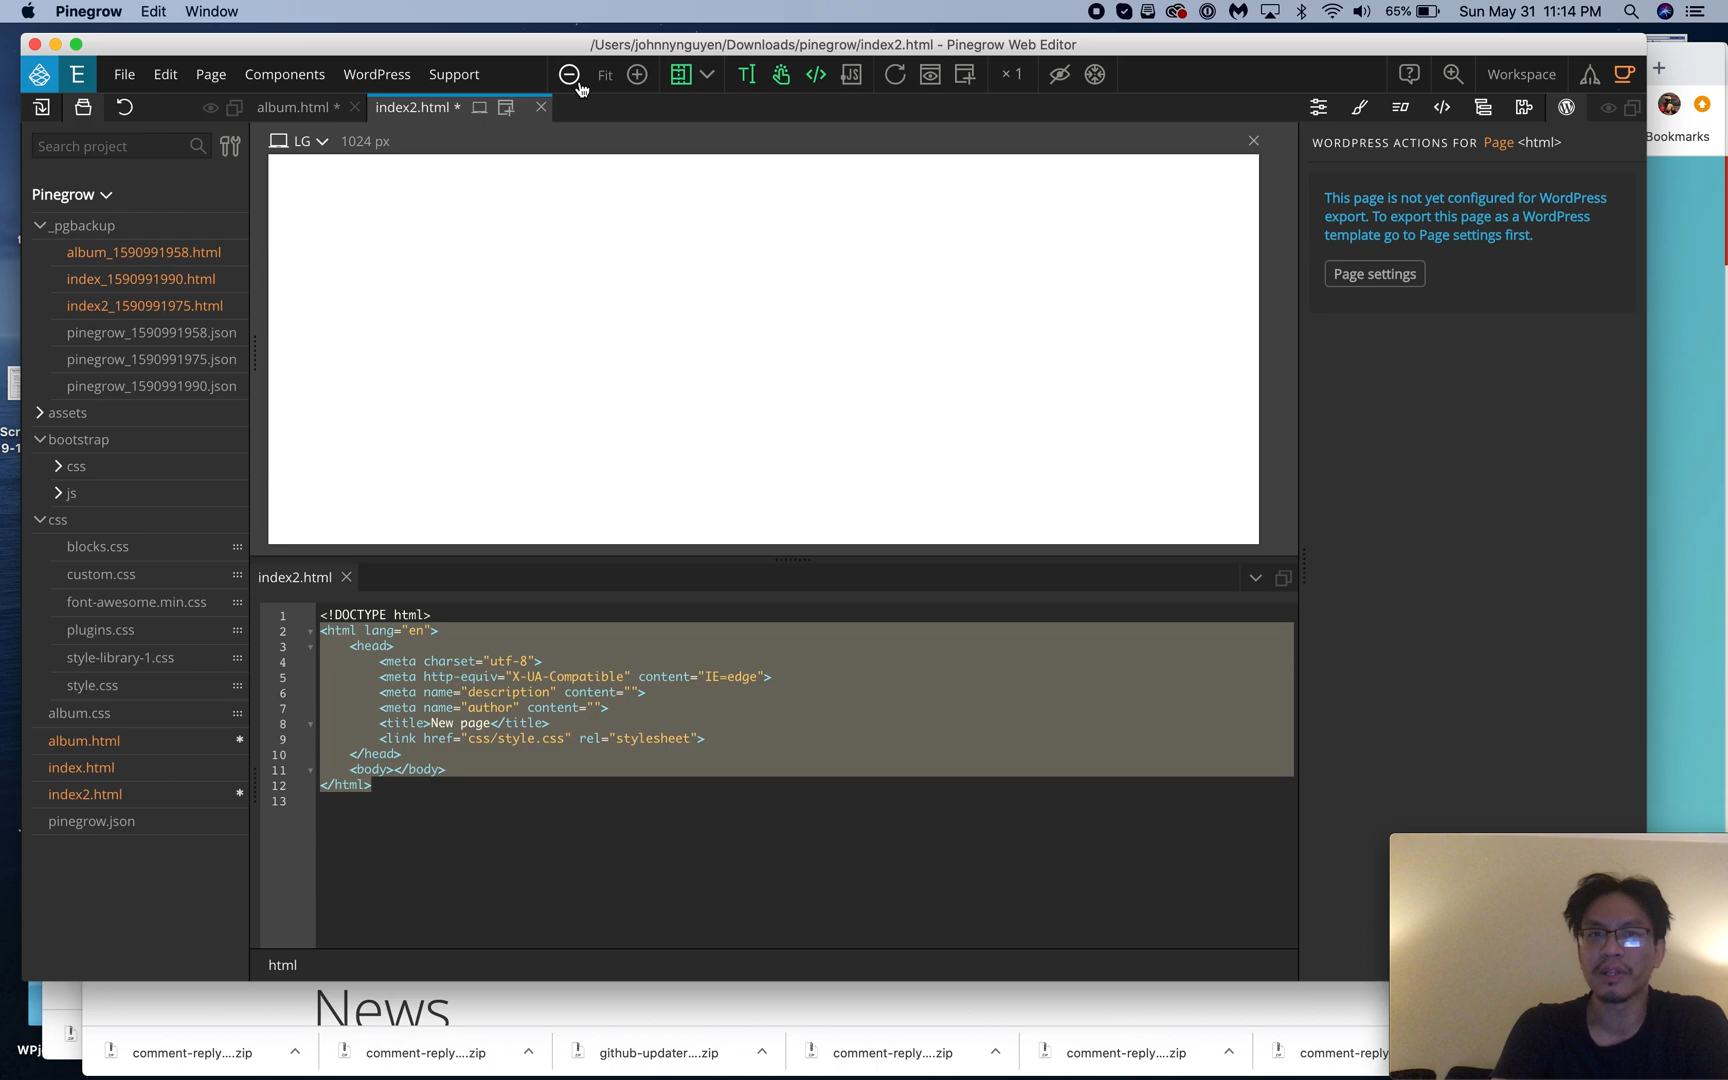 Pinegrow Edit Window
65% Sun May 31 11:14 PM
/Users/johnnynguyen/Downloads/pinegrow/index2.html - Pinegrow Web Editor
E File Edit Page Components WordPress Support Fit JS × 1 Workspace
album.html * index2.html *
Bookmarks
Search project
LG 1024 px
WORDPRESS ACTIONS FOR Page <html>
This page is not yet configured for WordPress
export. To export this page as a WordPress
template go to Page settings first.
Page settings
Pinegrow
_pgbackup
album_1590991958.html
index_1590991990.html
index2_1590991975.html
pinegrow_1590991958.json
pinegrow_1590991975.json
pinegrow_1590991990.json
assets
bootstrap
css
js
css
blocks.css
custom.css
font-awesome.min.css
plugins.css
style-library-1.css
style.css
album.css
album.html *
index.html
index2.html *
pinegrow.json
Scr
9-1
index2.html
1 <!DOCTYPE html>
2 <html lang="en">
3 <head>
4 <meta charset="utf-8">
5 <meta http-equiv="X-UA-Compatible" content="IE=edge">
6 <meta name="description" content="">
7 <meta name="author" content="">
8 <title>New page</title>
9 <link href="css/style.css" rel="stylesheet">
10 </head>
11 <body></body>
12 </html>
13
html
News
WPj
comment-reply....zip comment-reply....zip github-updater....zip comment-reply....zip comment-reply....zip comment-reply